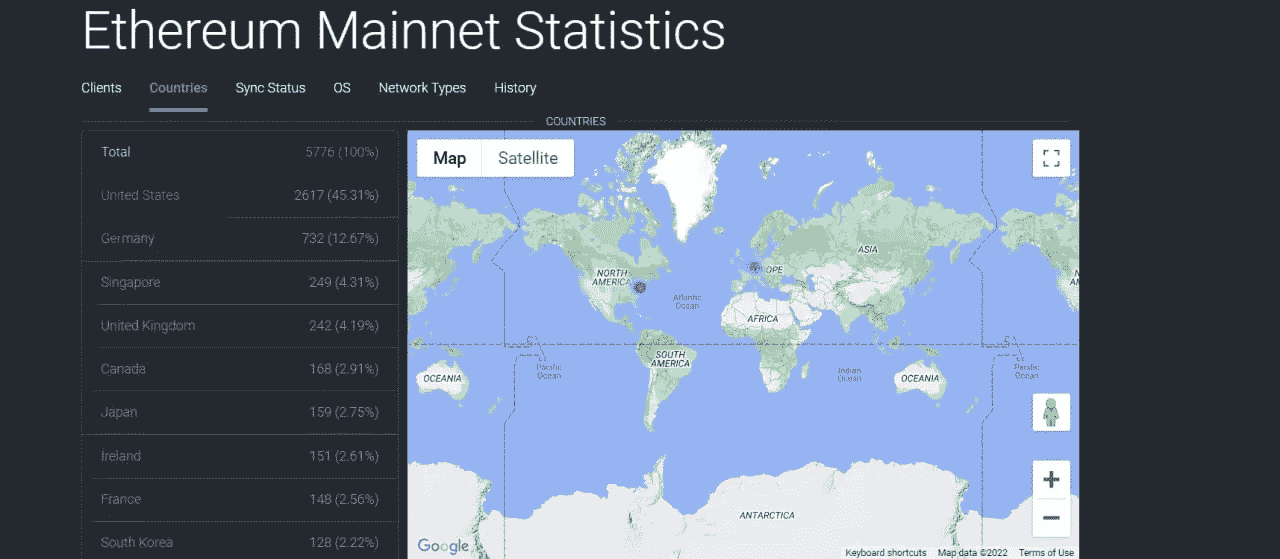 Ethereum Mainnet Statistics
Clients Countries Sync Status OS Network Types History
COUNTRIES
Total 5776 (100%)
United States 2617 (45.31%)
Germany 732 (12.67%)
Singapore 249 (4.31%)
United Kingdom 242 (4.19%)
Canada 168 (2.91%)
Japan 159 (2.75%)
Ireland 151 (2.61%)
France 148 (2.56%)
South Korea 128 (2.22%)
Map Satellite
ASIA
OPE
NORTH
AMERICA
N
AM
Atlantic
Ocean
AFRICA
SOUTH
AMERICA
Pacific
Ocean
Indian
Ocean
Pacific
Ocean
OCEANIA
OCEANIA
ANTARCTICA
Google
Keyboard shortcuts Map data ©2022 Terms of Use